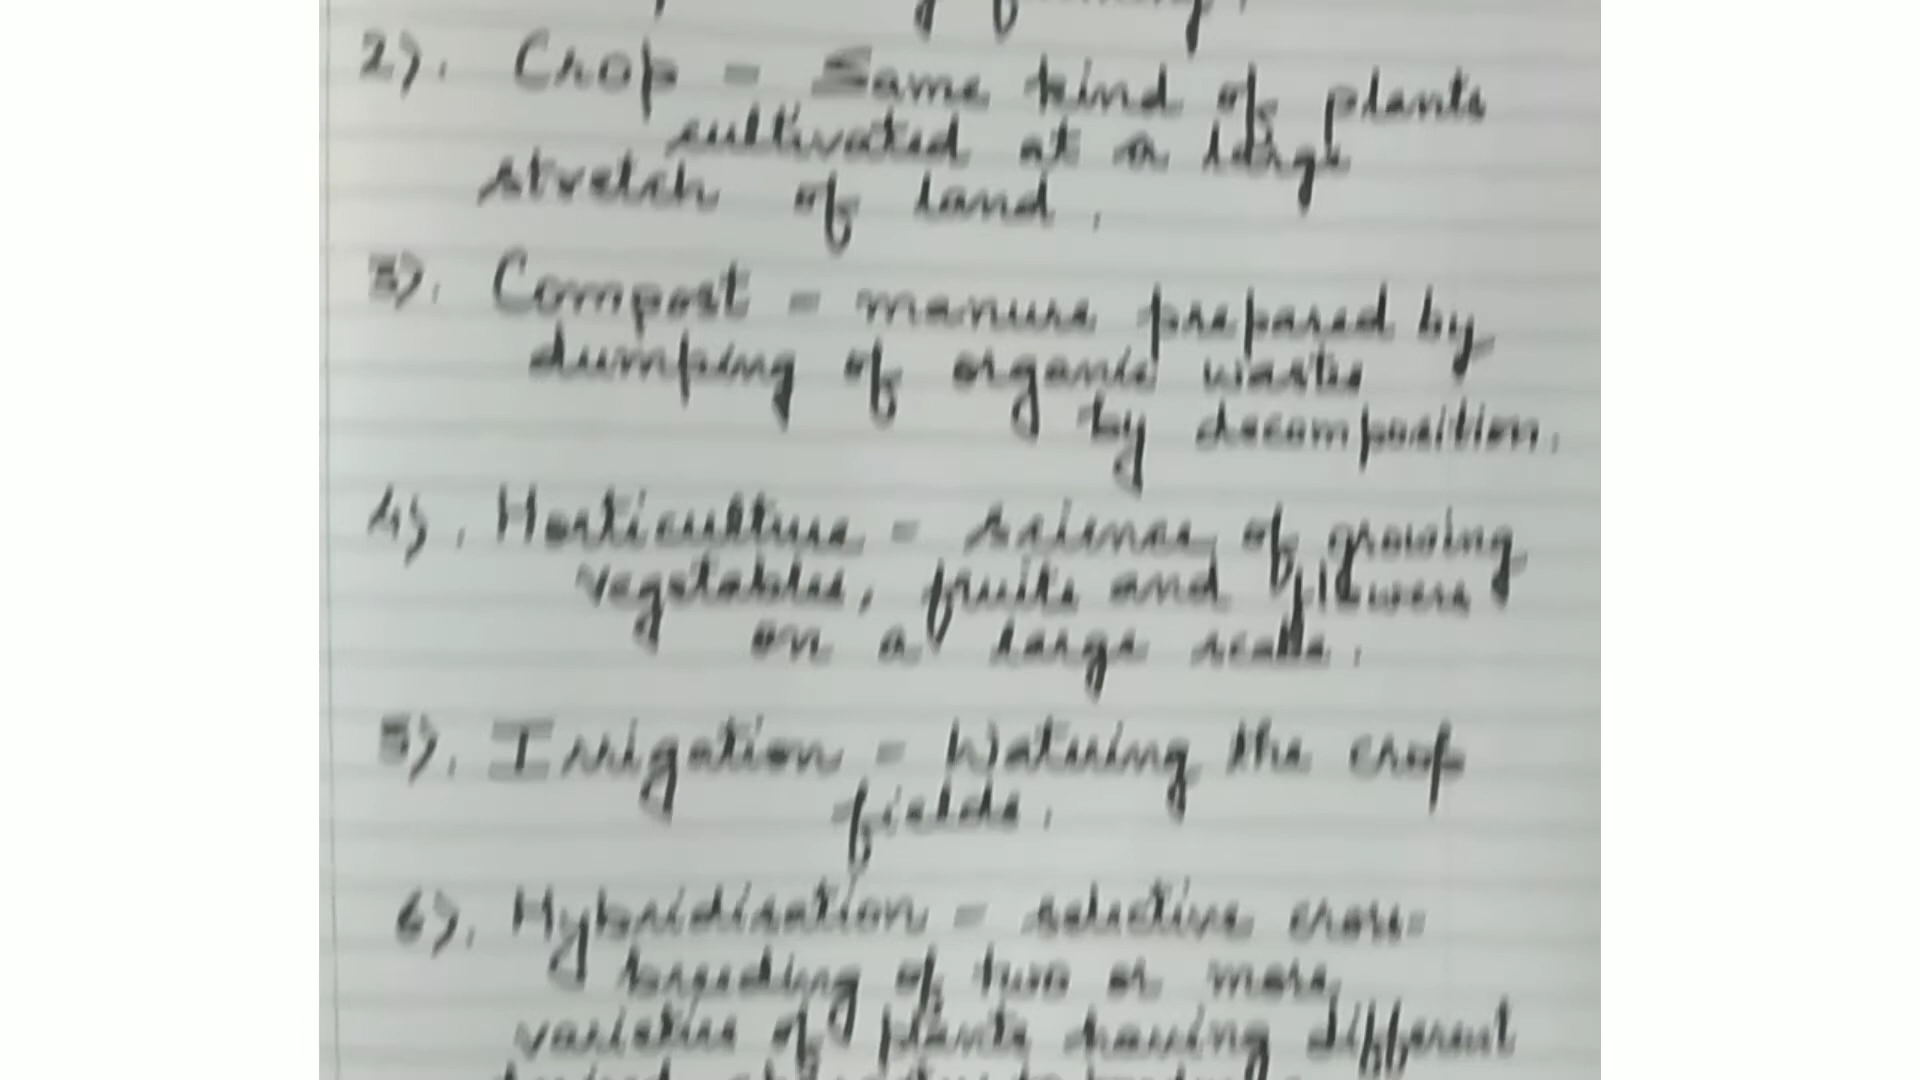 2). Crop = Same kind of plants
cultivated at a large
stretch of land.
3). Compost = manure prepared by
dumping of organic wastes
by decomposition.
4). Horticulture = science of growing
vegetables, fruits and flowers
on a large scale.
5). Irrigation = Watering the crop
fields.
6). Hybridisation = selective cross-
breeding of two or more
varieties of plants having different